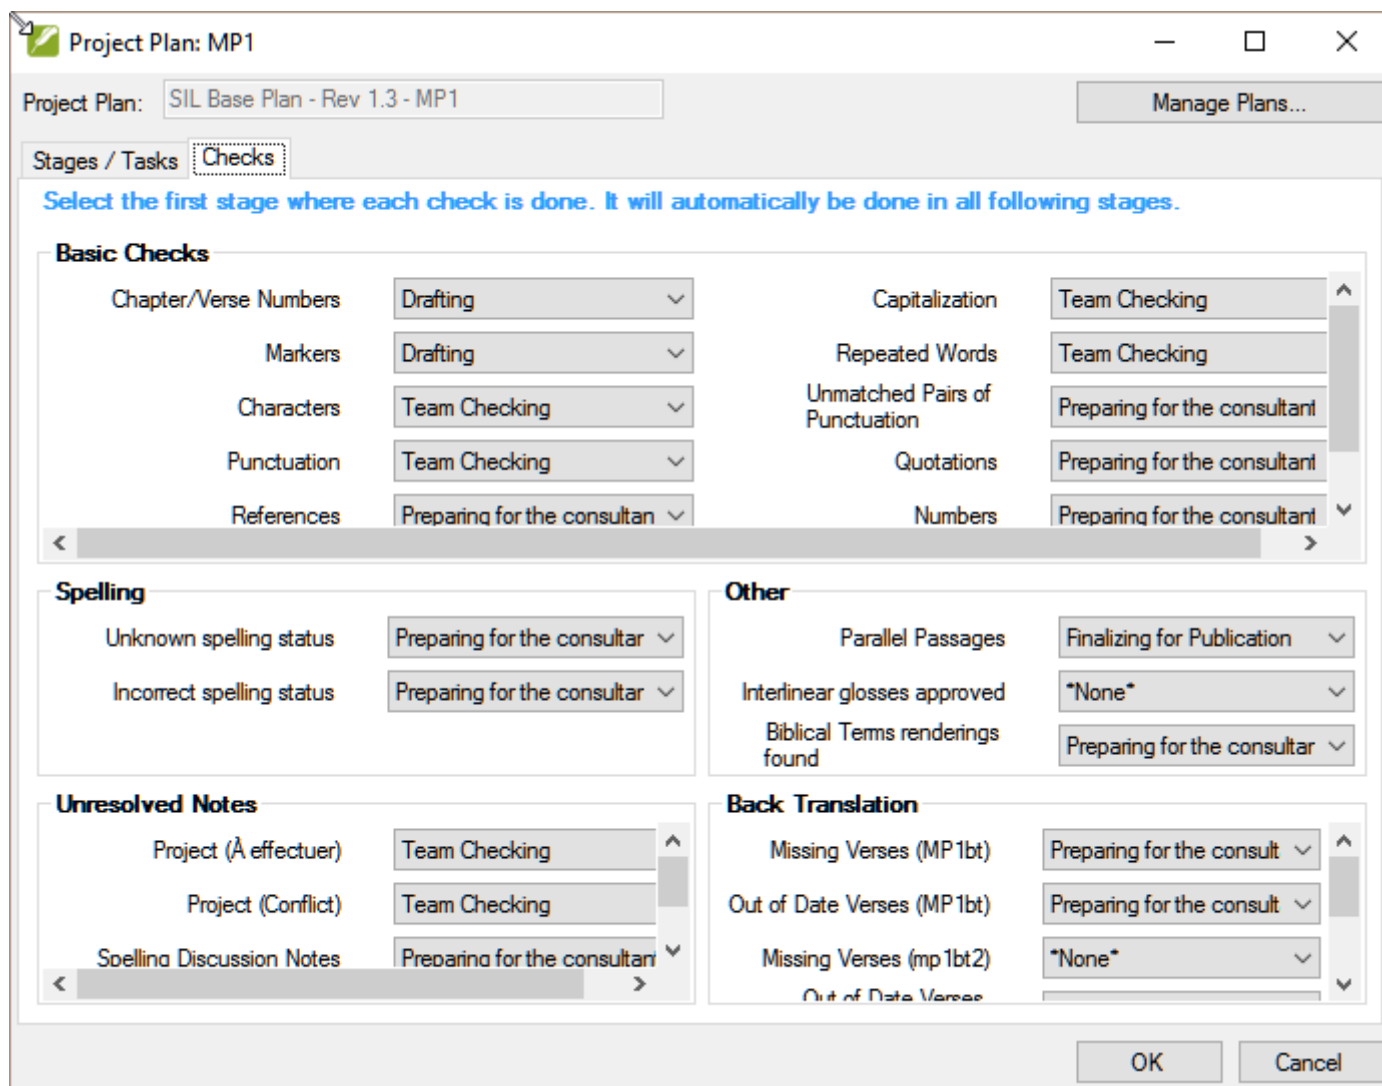 Project Plan: MP1
Project Plan: SIL Base Plan - Rev 1.3 - MP1 Manage Plans...
Stages / Tasks Checks
Select the first stage where each check is done. It will automatically be done in all following stages.
Basic Checks
Chapter/Verse Numbers Drafting Capitalization Team Checking
Markers Drafting Repeated Words Team Checking
Characters Team Checking Unmatched Pairs of
Punctuation Preparing for the consultant
Punctuation Team Checking Quotations Preparing for the consultant
References Preparing for the consultan Numbers Preparing for the consultant
Spelling
Unknown spelling status Preparing for the consultar
Incorrect spelling status Preparing for the consultar
Other
Parallel Passages Finalizing for Publication
Interlinear glosses approved *None*
Biblical Terms renderings
found Preparing for the consultar
Unresolved Notes
Project (À effectuer) Team Checking
Project (Conflict) Team Checking
Spelling Discussion Notes Preparing for the consultant
Back Translation
Missing Verses (MP1bt) Preparing for the consult
Out of Date Verses (MP1bt) Preparing for the consult
Missing Verses (mp1bt2) *None*
Out of Date Verses
OK Cancel